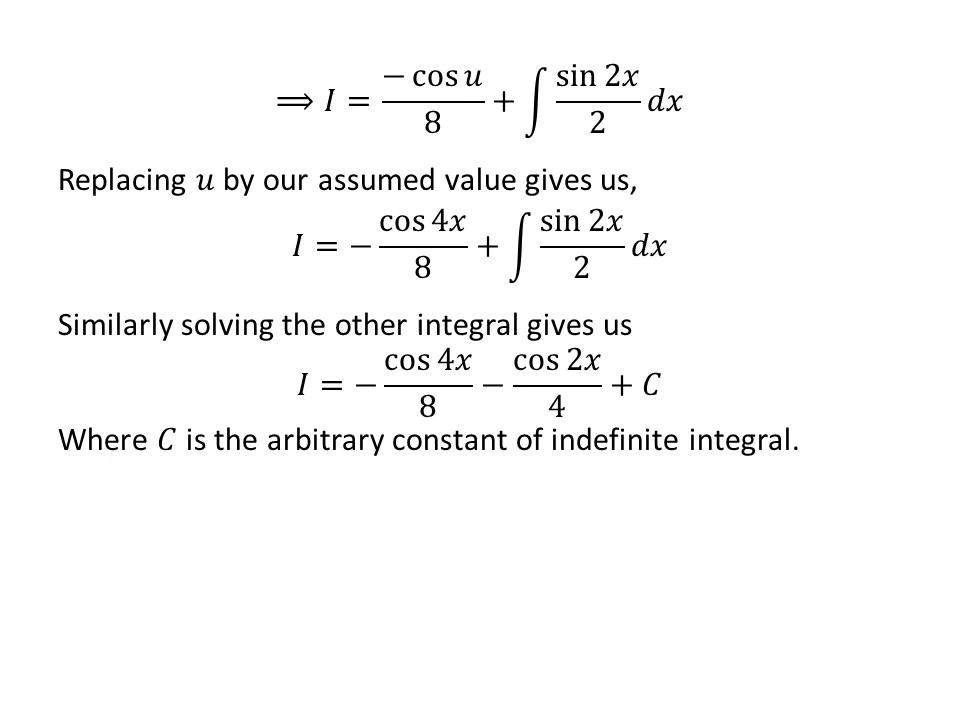 ⟹ 𝐼 = (− cos 𝑢)/8 + ∫ (sin 2𝑥)/2 𝑑𝑥
Replacing 𝑢 by our assumed value gives us,
𝐼 = − (cos 4𝑥)/8 + ∫ (sin 2𝑥)/2 𝑑𝑥
Similarly solving the other integral gives us
𝐼 = − (cos 4𝑥)/8 − (cos 2𝑥)/4 + 𝐶
Where 𝐶 is the arbitrary constant of indefinite integral.